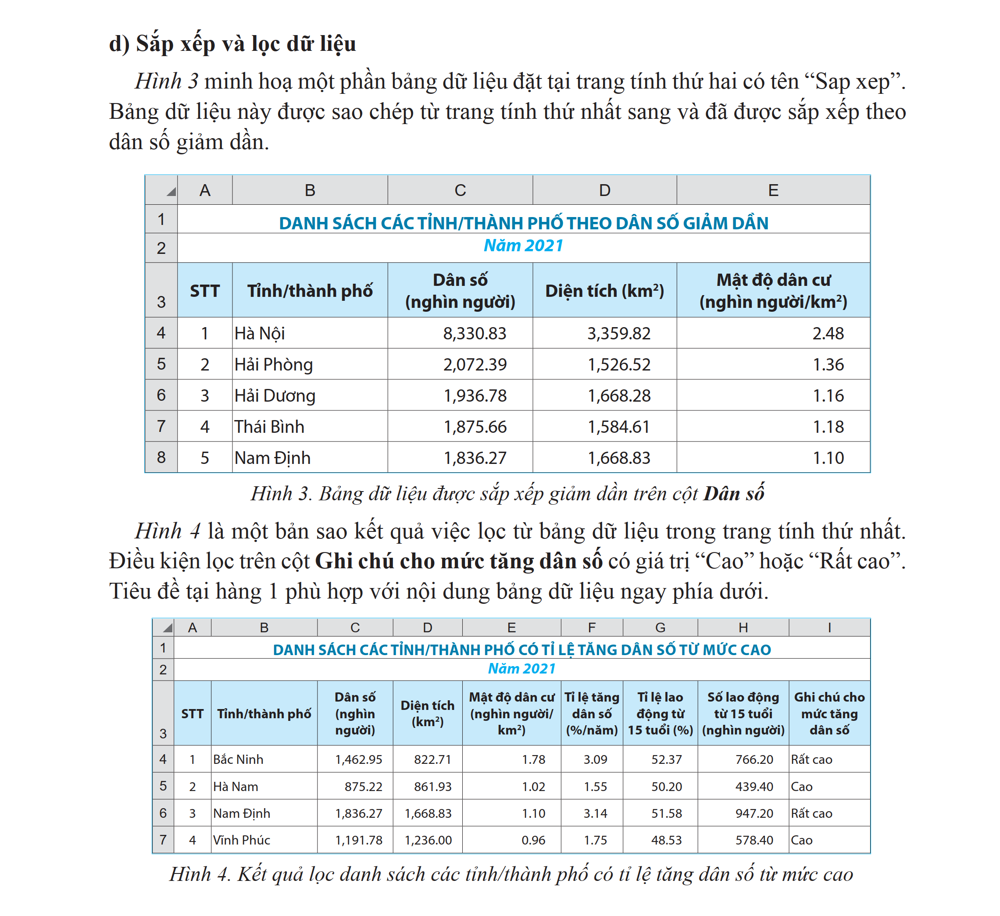 d) Sắp xếp và lọc dữ liệu
Hình 3 minh hoạ một phần bảng dữ liệu đặt tại trang tính thứ hai có tên “Sap xep”.
Bảng dữ liệu này được sao chép từ trang tính thứ nhất sang và đã được sắp xếp theo
dân số giảm dần.
A B C D E
1 DANH SÁCH CÁC TỈNH/THÀNH PHỐ THEO DÂN SỐ GIẢM DẦN
2 Năm 2021
3 STT Tỉnh/thành phố Dân số (nghìn người) Diện tích (km²) Mật độ dân cư (nghìn người/km²)
4 1 Hà Nội 8,330.83 3,359.82 2.48
5 2 Hải Phòng 2,072.39 1,526.52 1.36
6 3 Hải Dương 1,936.78 1,668.28 1.16
7 4 Thái Bình 1,875.66 1,584.61 1.18
8 5 Nam Định 1,836.27 1,668.83 1.10
Hình 3. Bảng dữ liệu được sắp xếp giảm dần trên cột Dân số
Hình 4 là một bản sao kết quả việc lọc từ bảng dữ liệu trong trang tính thứ nhất.
Điều kiện lọc trên cột Ghi chú cho mức tăng dân số có giá trị “Cao” hoặc “Rất cao”.
Tiêu đề tại hàng 1 phù hợp với nội dung bảng dữ liệu ngay phía dưới.
A B C D E F G H I
1 DANH SÁCH CÁC TỈNH/THÀNH PHỐ CÓ TỈ LỆ TĂNG DÂN SỐ TỪ MỨC CAO
2 Năm 2021
3 STT Tỉnh/thành phố Dân số (nghìn người) Diện tích (km²) Mật độ dân cư (nghìn người/km²) Tỉ lệ tăng dân số (%/năm) Tỉ lệ lao động từ 15 tuổi (%) Số lao động từ 15 tuổi (nghìn người) Ghi chú cho mức tăng dân số
4 1 Bắc Ninh 1,462.95 822.71 1.78 3.09 52.37 766.20 Rất cao
5 2 Hà Nam 875.22 861.93 1.02 1.55 50.20 439.40 Cao
6 3 Nam Định 1,836.27 1,668.83 1.10 3.14 51.58 947.20 Rất cao
7 4 Vĩnh Phúc 1,191.78 1,236.00 0.96 1.75 48.53 578.40 Cao
Hình 4. Kết quả lọc danh sách các tỉnh/thành phố có tỉ lệ tăng dân số từ mức cao